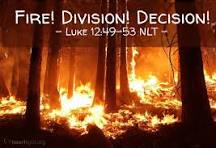 Fire! Division! Decision!
- Luke 12:49-53 NLT -